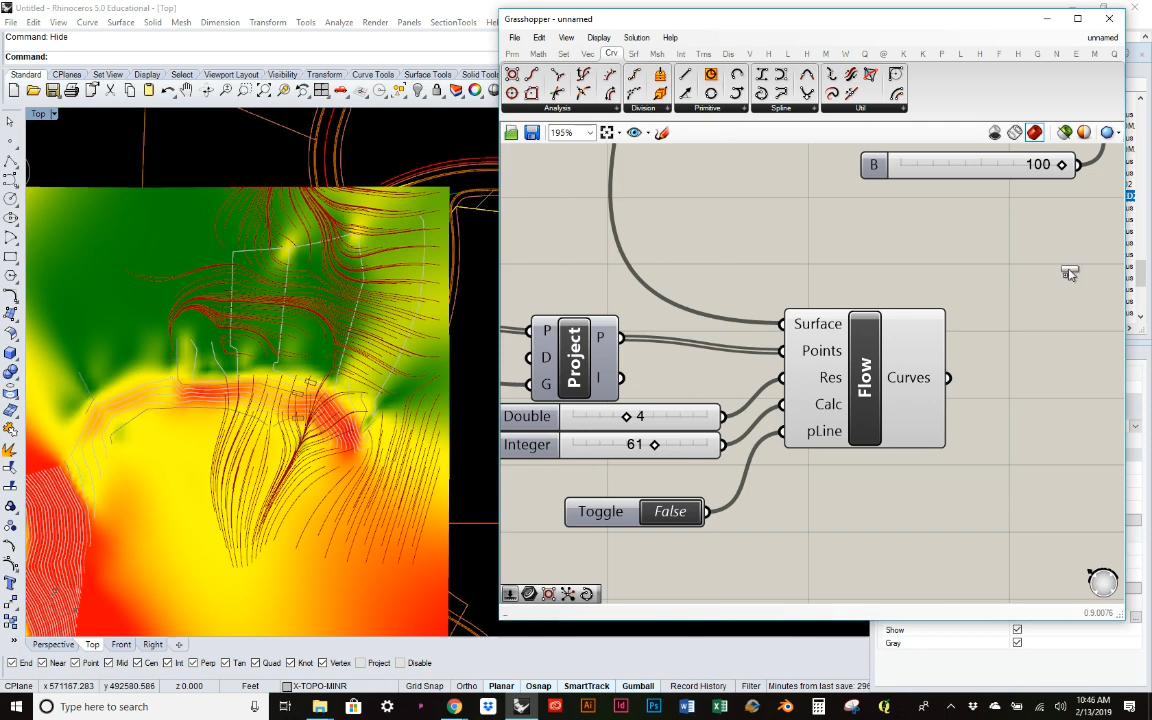 Untitled - Rhinoceros 5.0 Educational - [Top]
File Edit View Curve Surface Solid Mesh Dimension Transform Tools Analyze Render Panels SectionTools
Command: Hide
Command:
Standard CPlanes Set View Display Select Viewport Layout Visibility Transform Curve Tools Surface Tools Solid Tools
Top
Grasshopper - unnamed
File Edit View Display Solution Help unnamed
Prm Math Set Vec Crv Srf Msh Int Trns Dis V H L H M W Q @ K K P L H F H G N E M Q
Analysis Division Primitive Spline Util
195%
B 100
P D G Project P I
Double 4
Integer 61
Toggle False
Surface
Points
Res
Calc
pLine
Flow
Curves
0.9.0076
Perspective Top Front Right
End Near Point Mid Cen Int Perp Tan Quad Knot Vertex Project Disable
CPlane x 571167.283 y 492580.586 z 0.000 Feet X-TOPO-MINR Grid Snap Ortho Planar Osnap SmartTrack Gumball Record History Filter Minutes from last save: 296
Show
Gray
Type here to search
10:46 AM
2/13/2019